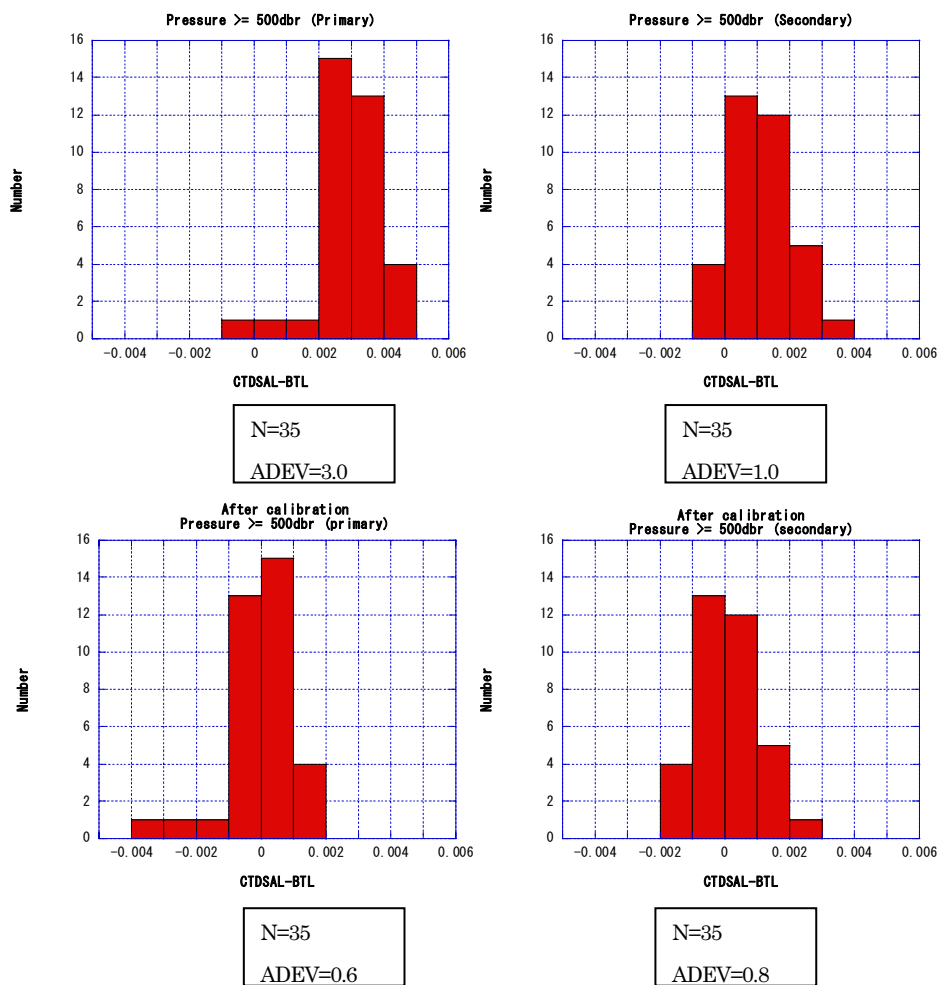 Pressure >= 500dbr (Primary)
16
14
12
10
8
6
4
2
0
Number
-0.004 -0.002 0 0.002 0.004 0.006
CTDSAL-BTL
N=35
ADEV=3.0
Pressure >= 500dbr (Secondary)
16
14
12
10
8
6
4
2
0
Number
-0.004 -0.002 0 0.002 0.004 0.006
CTDSAL-BTL
N=35
ADEV=1.0
After calibration
Pressure >= 500dbr (primary)
16
14
12
10
8
6
4
2
0
Number
-0.004 -0.002 0 0.002 0.004 0.006
CTDSAL-BTL
N=35
ADEV=0.6
After calibration
Pressure >= 500dbr (secondary)
16
14
12
10
8
6
4
2
0
Number
-0.004 -0.002 0 0.002 0.004 0.006
CTDSAL-BTL
N=35
ADEV=0.8